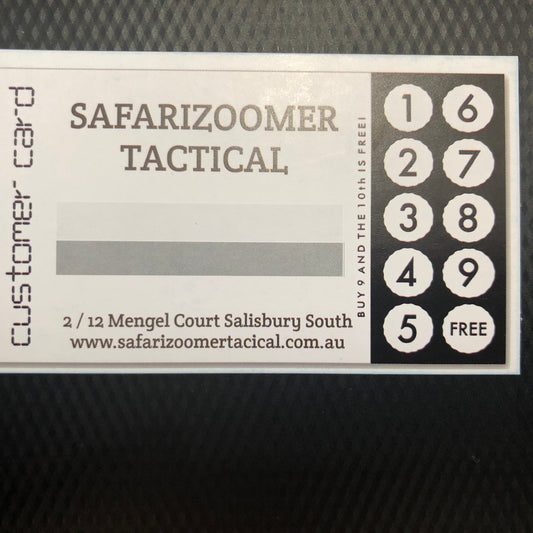 customer card
SAFARIZOOMER
TACTICAL
2 / 12 Mengel Court Salisbury South
www.safarizoomertacical.com.au
BUY 9 AND THE 10th IS FREE!
1 6
2 7
3 8
4 9
5 FREE